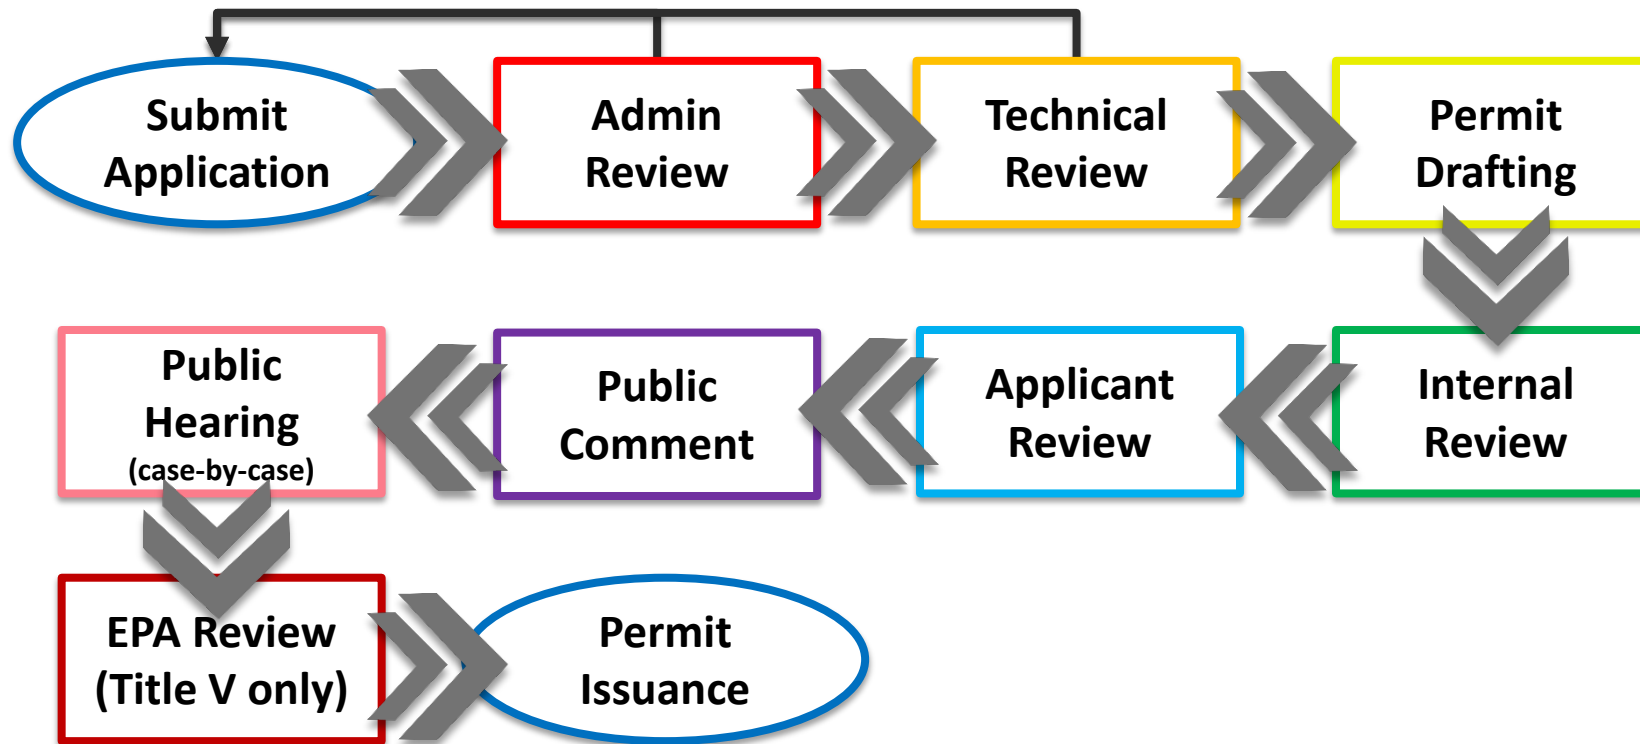 Submit
Application
Admin
Review
Technical
Review
Permit
Drafting
Public
Hearing
(case-by-case)
Public
Comment
Applicant
Review
Internal
Review
EPA Review
(Title V only)
Permit
Issuance